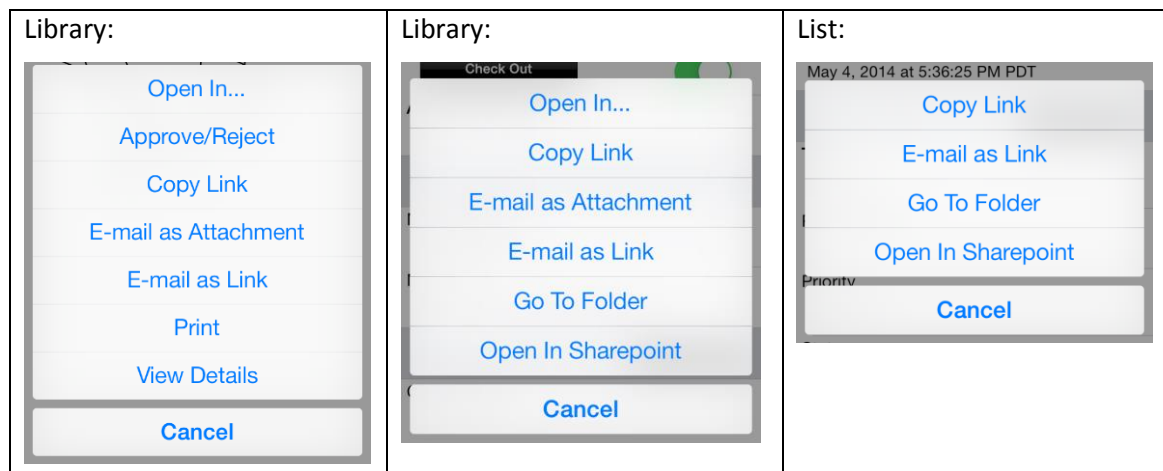 Library:
Open In...
Approve/Reject
Copy Link
E-mail as Attachment
E-mail as Link
Print
View Details
Cancel
Library:
Check Out
Open In...
Copy Link
E-mail as Attachment
E-mail as Link
Go To Folder
Open In Sharepoint
Cancel
List:
May 4, 2014 at 5:36:25 PM PDT
Copy Link
E-mail as Link
Go To Folder
Open In Sharepoint
Priority
Cancel